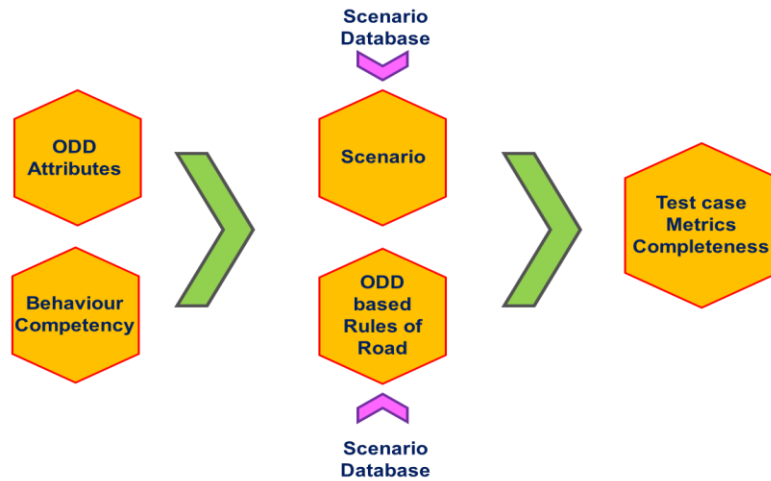 Scenario
Database
ODD
Attributes
Scenario
Test case
Metrics
Completeness
Behaviour
Competency
ODD
based
Rules of
Road
Scenario
Database